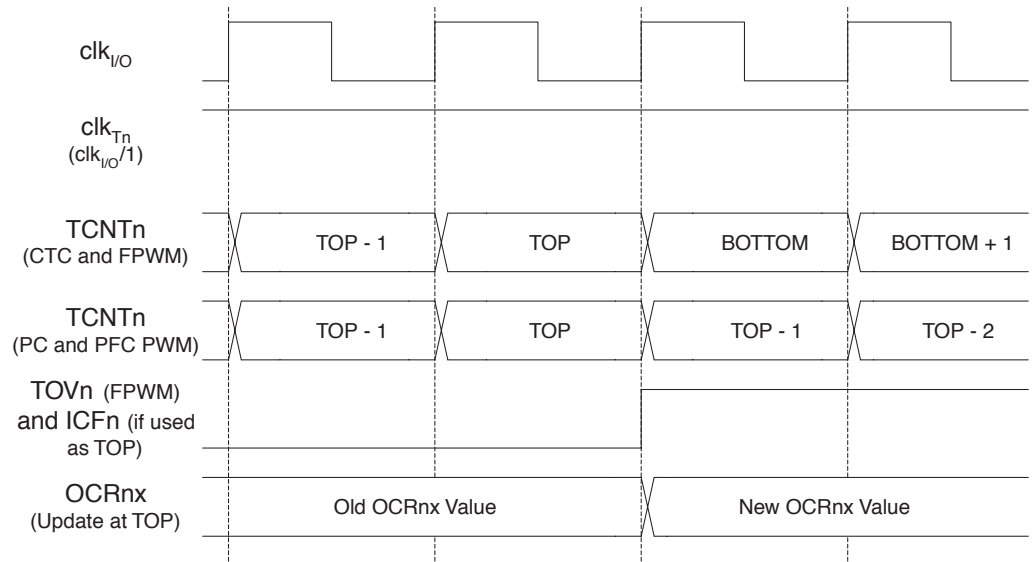 clkI/O
clkTn
(clkI/O/1)
TCNTn
(CTC and FPWM)
TOP - 1
TOP
BOTTOM
BOTTOM + 1
TCNTn
(PC and PFC PWM)
TOP - 1
TOP
TOP - 1
TOP - 2
TOVn (FPWM)
and ICFn (if used
as TOP)
OCRnx
(Update at TOP)
Old OCRnx Value
New OCRnx Value